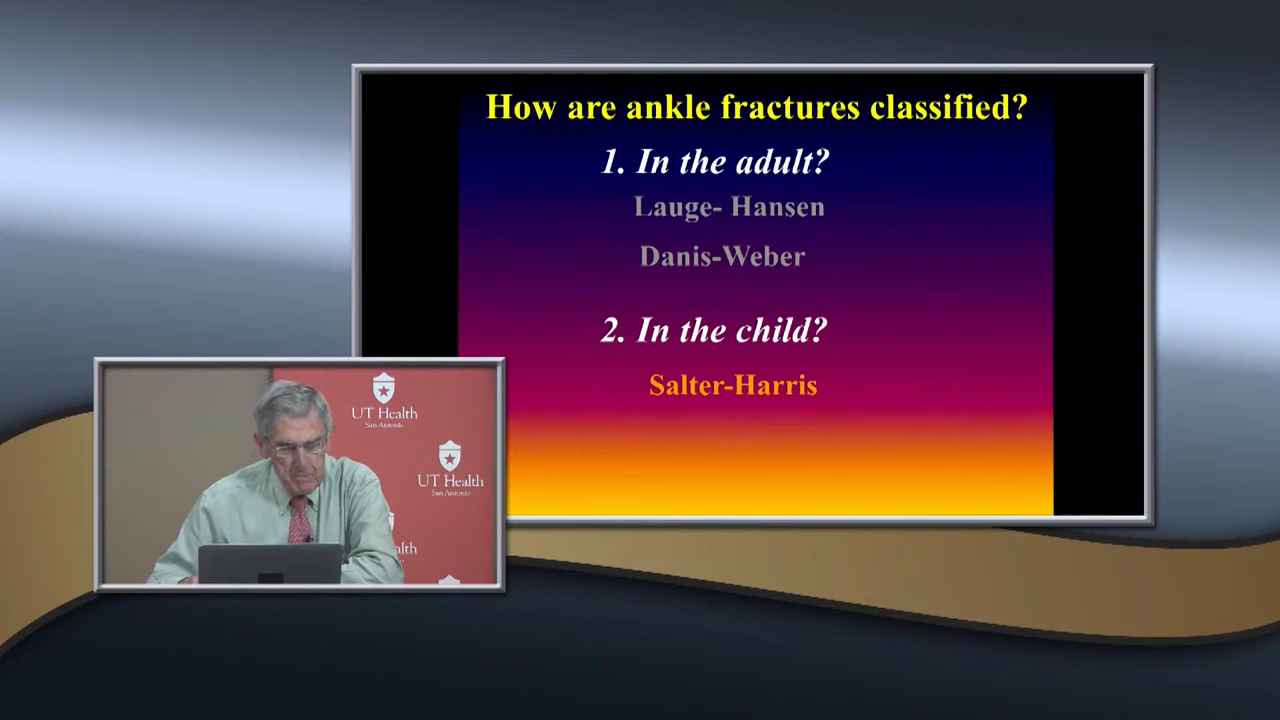 How are ankle fractures classified?
1. In the adult?
Lauge- Hansen
Danis-Weber
2. In the child?
Salter-Harris
UT Health
San Antonio
UT Health
San Antonio
alth